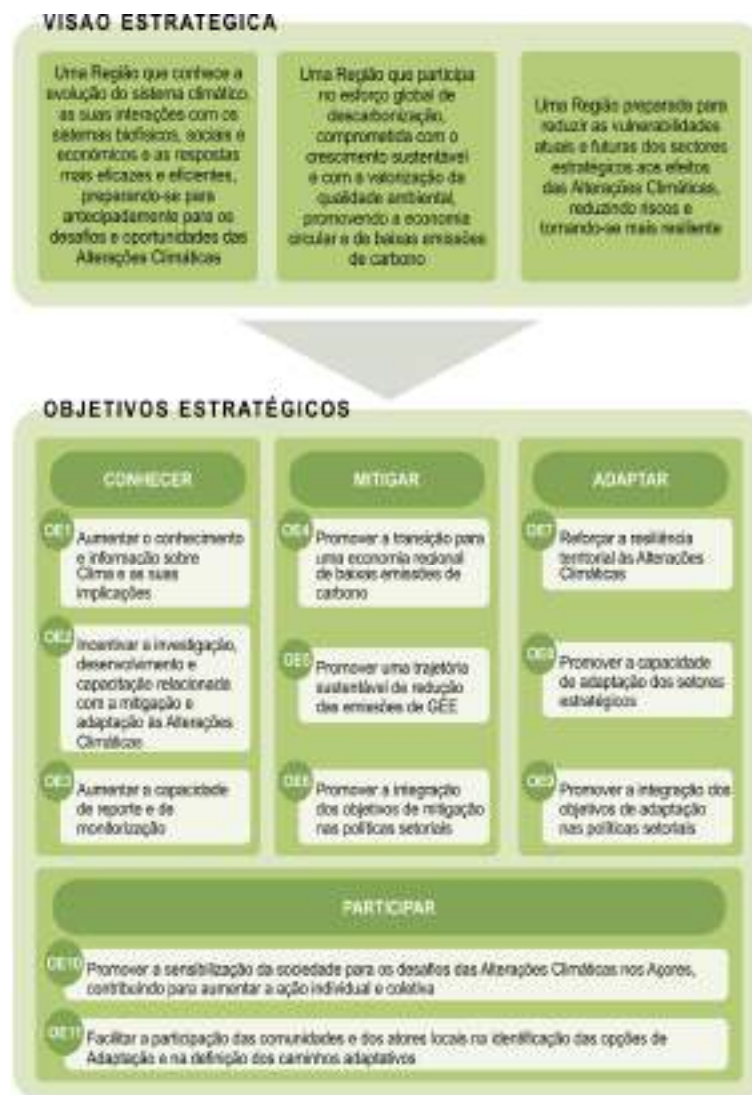 VISÃO ESTRATÉGICA
Uma Região que conhece a
evolução do sistema climático,
as suas interações com os
sistemas biofísicos, sociais e
económicos e as respostas
mais eficazes e eficientes,
preparando-se para
antecipadamente para os
desafios e oportunidades das
Alterações Climáticas
Uma Região que participa
no esforço global de
descarbonização,
comprometida com o
crescimento sustentável
e com a valorização da
qualidade ambiental,
promovendo a economia
circular e de baixas emissões
de carbono
Uma Região preparada para
reduzir as vulnerabilidades
atuais e futuras dos sectores
estratégicos aos efeitos
das Alterações Climáticas,
reduzindo riscos e
tornando-se mais resiliente
OBJETIVOS ESTRATÉGICOS
CONHECER
OE1
Aumentar o conhecimento
e informação sobre
Clima e as suas
implicações
OE2
Incentivar a investigação,
desenvolvimento e
capacitação relacionada
com a mitigação e
adaptação às Alterações
Climáticas
OE3
Aumentar a capacidade
de reporte e de
monitorização
MITIGAR
OE4
Promover a transição para
uma economia regional
de baixas emissões de
carbono
OE5
Promover uma trajetória
sustentável de redução
das emissões de GEE
OE6
Promover a integração
dos objetivos de mitigação
nas políticas setoriais
ADAPTAR
OE7
Reforçar a resiliência
territorial às Alterações
Climáticas
OE8
Promover a capacidade
de adaptação dos setores
estratégicos
OE9
Promover a integração dos
objetivos de adaptação
nas políticas setoriais
PARTICIPAR
OE10
Promover a sensibilização da sociedade para os desafios das Alterações Climáticas nos Açores,
contribuindo para aumentar a ação individual e coletiva
OE11
Facilitar a participação das comunidades e dos atores locais na identificação das opções de
Adaptação e na definição dos caminhos adaptativos